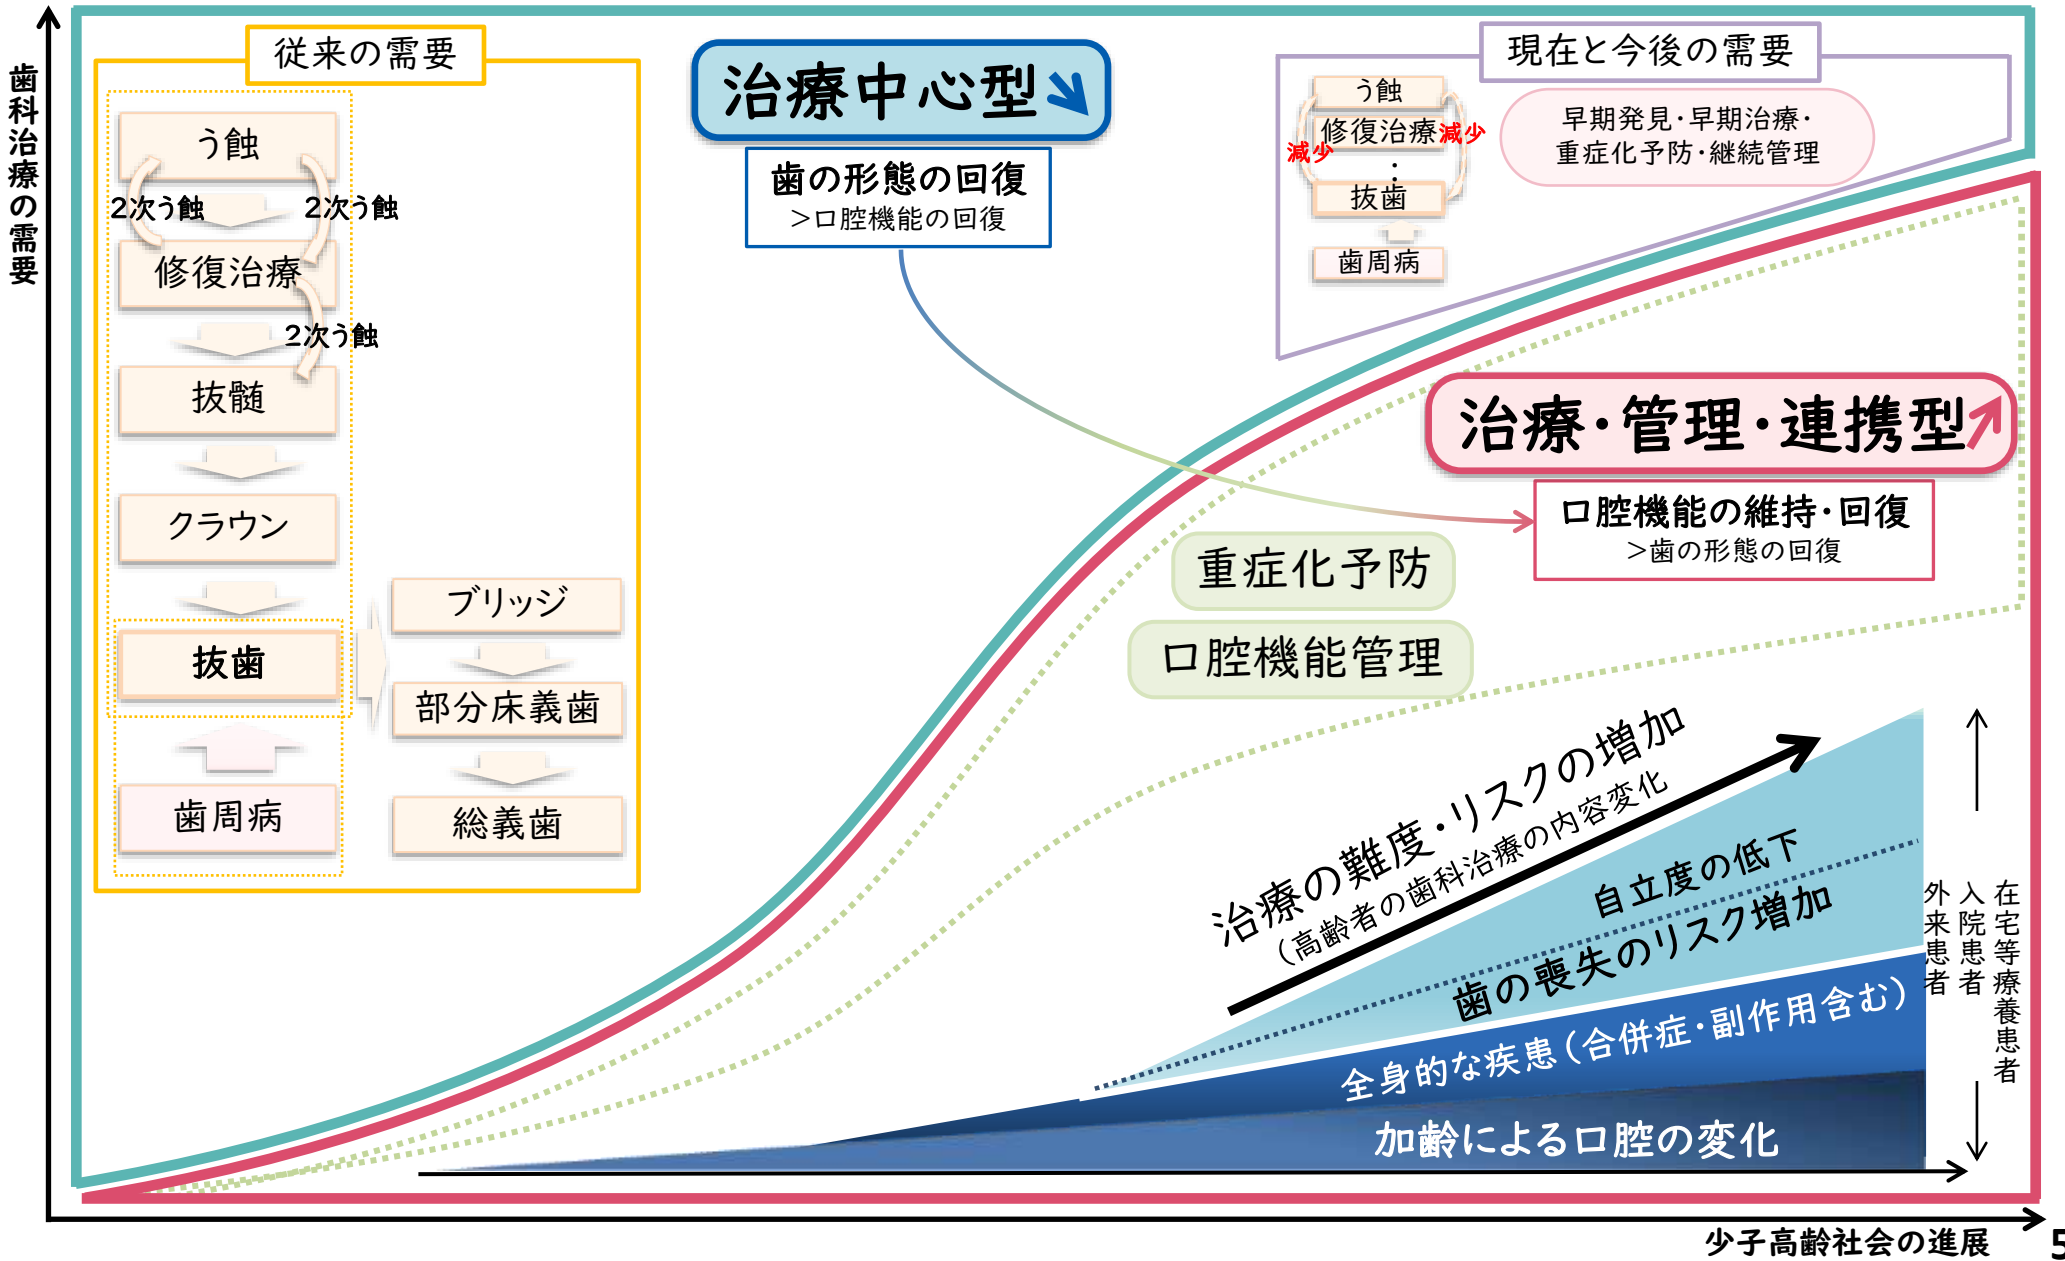 歯科治療の需要
従来の需要
う蝕
2次う蝕
2次う蝕
修復治療
2次う蝕
抜髄
クラウン
抜歯
歯周病
ブリッジ
部分床義歯
総義歯
治療中心型
歯の形態の回復
>口腔機能の回復
現在と今後の需要
う蝕
修復治療
減少
減少
:
抜歯
歯周病
早期発見・早期治療・
重症化予防・継続管理
治療・管理・連携型
口腔機能の維持・回復
>歯の形態の回復
重症化予防
口腔機能管理
治療の難度・リスクの増加
(高齢者の歯科治療の内容変化
自立度の低下
歯の喪失のリスク増加
全身的な疾患(合併症・副作用含む)
加齢による口腔の変化
外来患者
入院患者
在宅等療養患者
少子高齢社会の進展
5